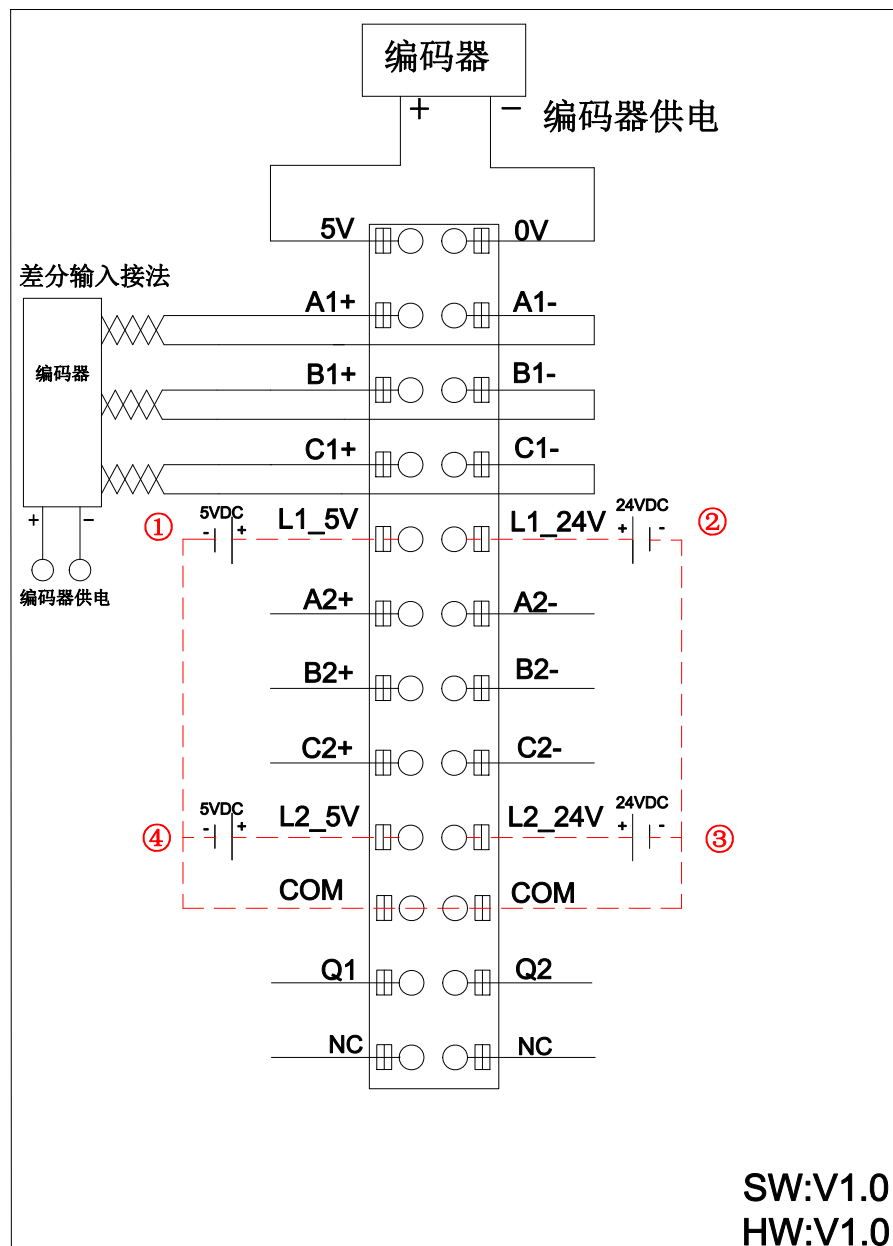 编码器
+ −
编码器供电
5V 0V
差分输入接法
A1+ A1-
编码器
B1+ B1-
C1+ C1-
+ −
编码器供电
① 5VDC - + L1_5V L1_24V 24VDC + - ②
A2+ A2-
B2+ B2-
C2+ C2-
④ 5VDC - + L2_5V L2_24V 24VDC + - ③
COM COM
Q1 Q2
NC NC
SW:V1.0
HW:V1.0